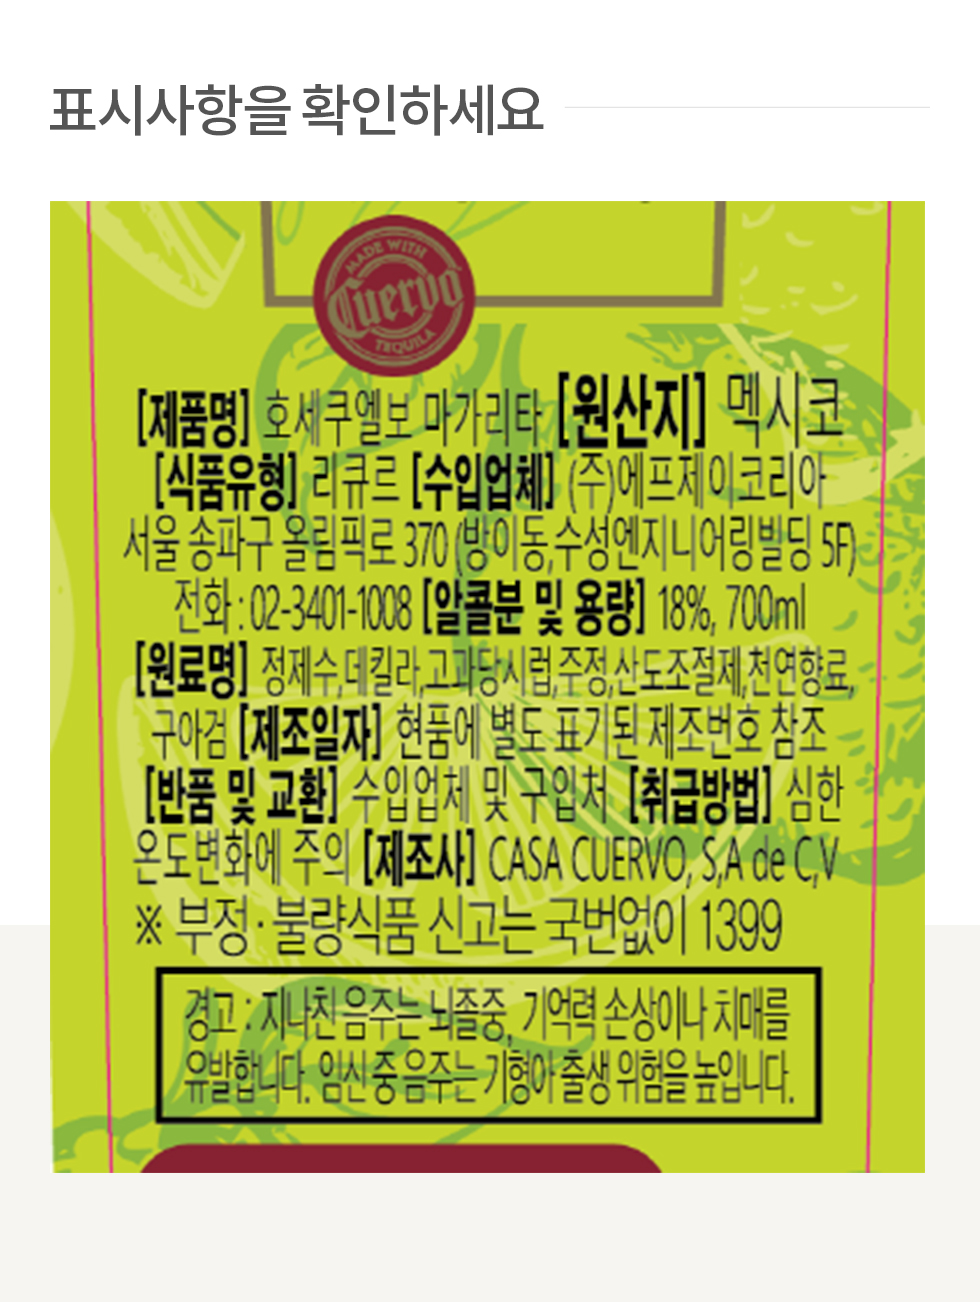 표시사항을 확인하세요
MADE WITH
Cuervo
TEQUILA
[제품명] 호세쿠엘보 마가리타 [원산지] 멕시코
[식품유형] 리큐르 [수입업체] (주)에프제이코리아
서울 송파구 올림픽로 370 (방이동,수성엔지니어링빌딩 5F)
전화 : 02-3401-1008 [알콜분 및 용량] 18%, 700ml
[원료명] 정제수,데킬라,고과당시럽,주정,산도조절제,천연향료,
구아검 [제조일자] 현품에 별도 표기된 제조번호 참조
[반품 및 교환] 수입업체 및 구입처 [취급방법] 심한
온도변화에 주의 [제조사] CASA CUERVO, S,A de C,V
※ 부정·불량식품 신고는 국번없이 1399
경고 : 지나친 음주는 뇌졸중, 기억력 손상이나 치매를
유발합니다. 임신 중 음주는 기형아 출생 위험을 높입니다.